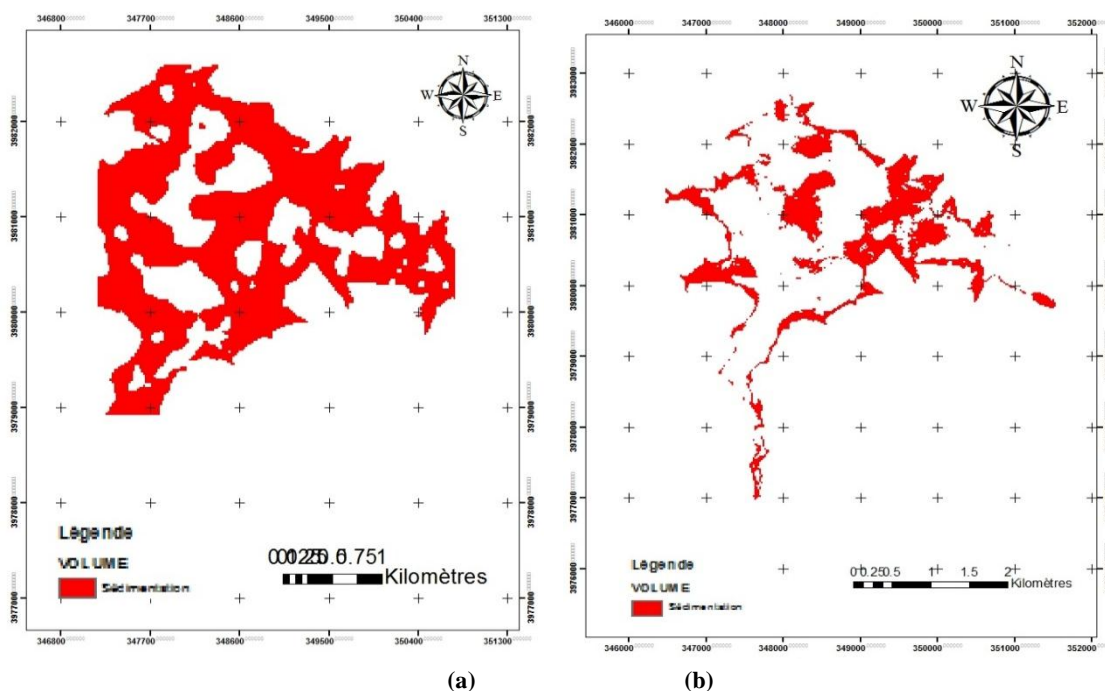 346800 347700 348600 349500 350400 351300
N
W E
S
3982000
3981000
3980000
3979000
3978000
3977000
Légende
VOLUME
Sédimentation
Kilomètres
346800 347700 348600 349500 350400 351300
(a)
346000 347000 348000 349000 350000 351000 352000
N
W E
S
3983000
3982000
3981000
3980000
3979000
3978000
3977000
3976000
Légende
VOLUME
Sédimentation
0 0.25 0.5 1 1.5 2
Kilomètres
346000 347000 348000 349000 350000 351000 352000
(b)